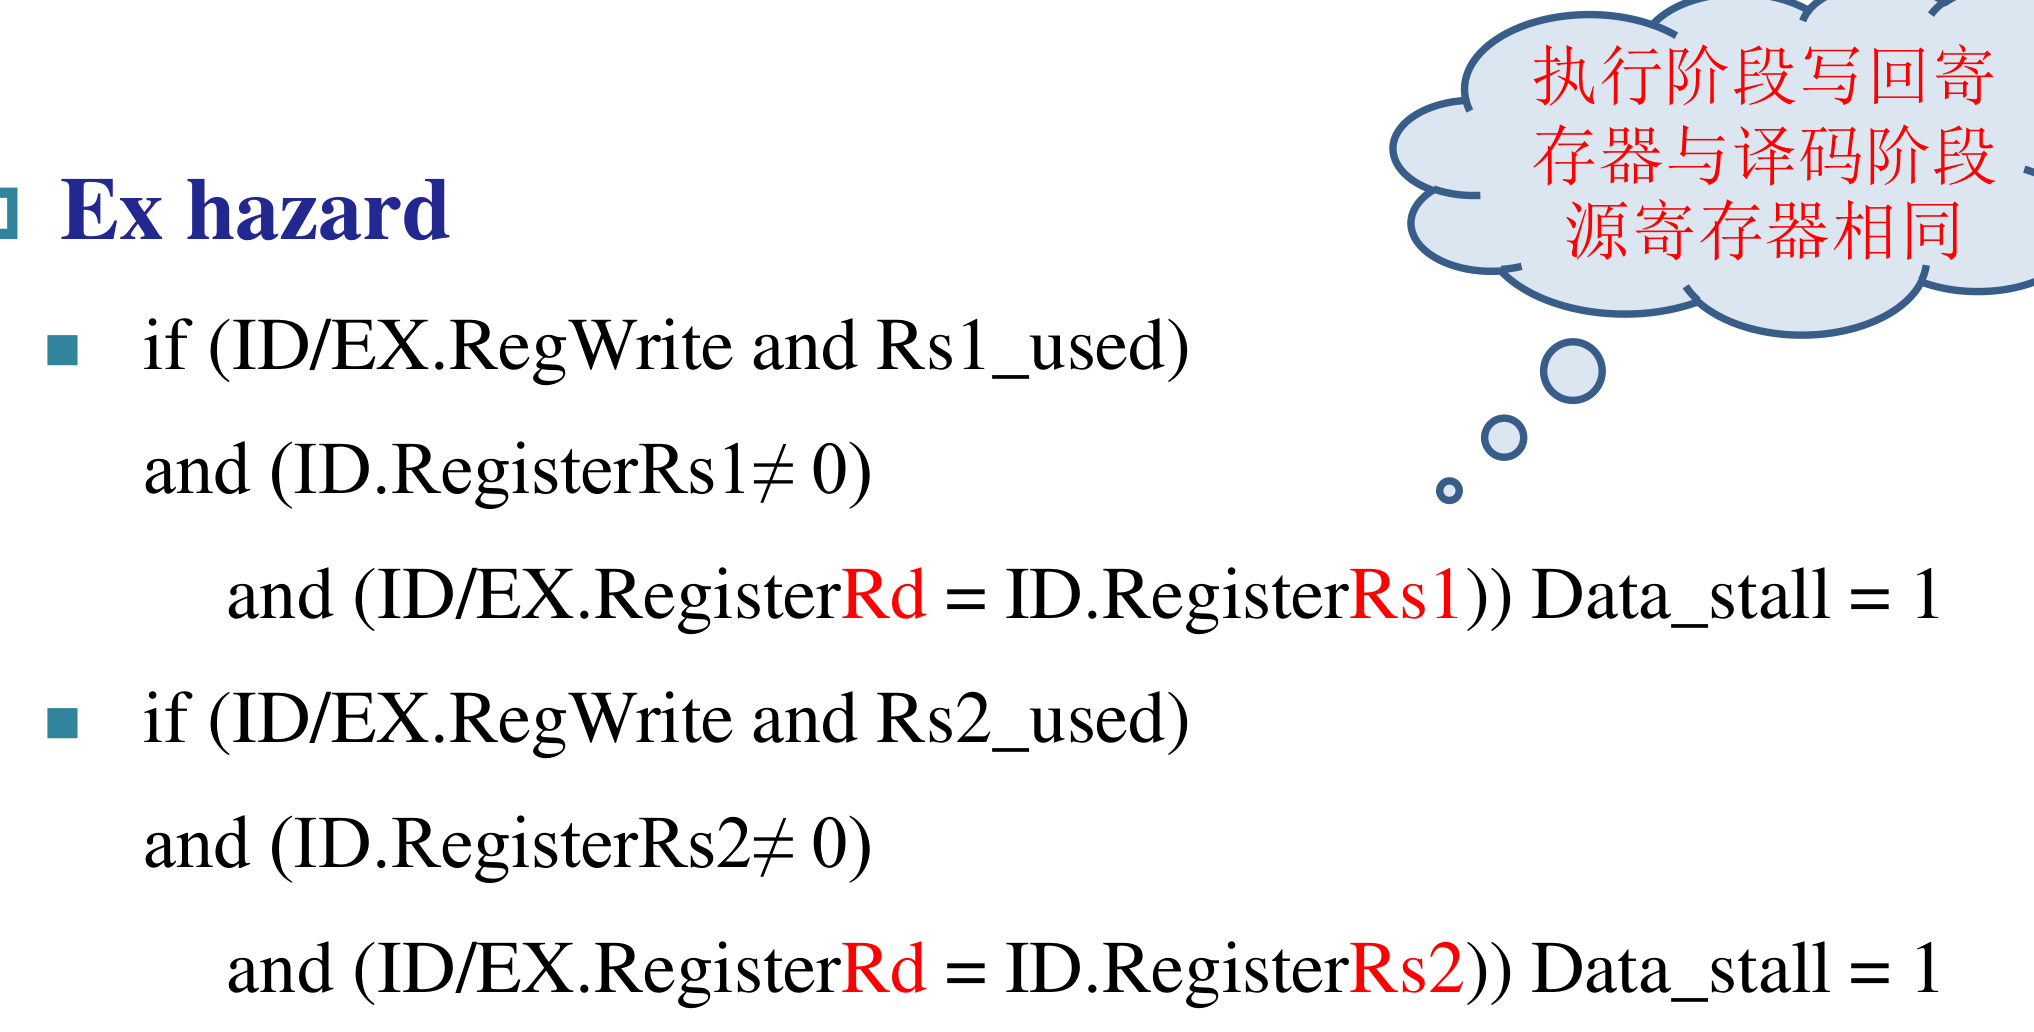 执行阶段写回寄
存器与译码阶段
源寄存器相同
Ex hazard
if (ID/EX.RegWrite and Rs1_used)
and (ID.RegisterRs1≠ 0)
and (ID/EX.RegisterRd = ID.RegisterRs1)) Data_stall = 1
if (ID/EX.RegWrite and Rs2_used)
and (ID.RegisterRs2≠ 0)
and (ID/EX.RegisterRd = ID.RegisterRs2)) Data_stall = 1